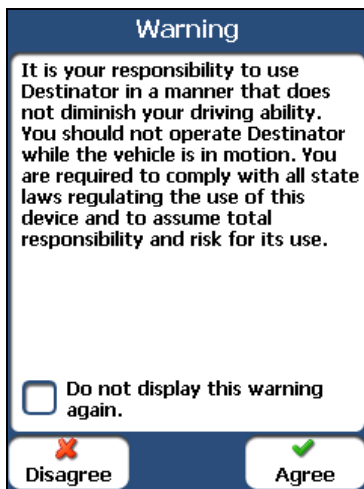 Warning
It is your responsibility to use
Destinator in a manner that does
not diminish your driving ability.
You should not operate Destinator
while the vehicle is in motion. You
are required to comply with all state
laws regulating the use of this
device and to assume total
responsibility and risk for its use.
Do not display this warning
again.
Disagree
Agree